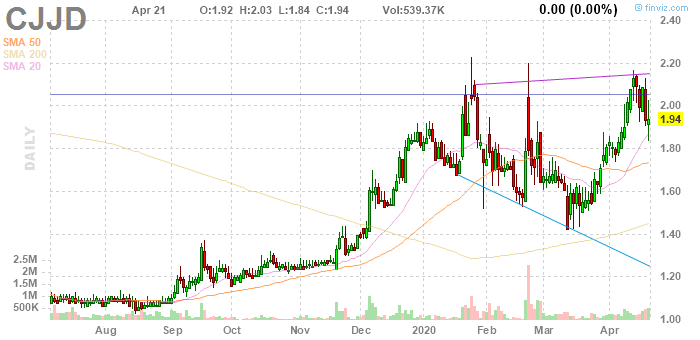 CJJD Apr 21 O:1.92 H:2.03 L:1.84 C:1.94 Vol:539.37K 0.00 (0.00%)
© finviz.com
SMA 50
SMA 200
SMA 20
DAILY
2.40
2.20
2.00
1.94
1.80
1.60
1.40
1.20
1.00
2.5M
2M
1.5M
1M
500K
Aug Sep Oct Nov Dec 2020 Feb Mar Apr